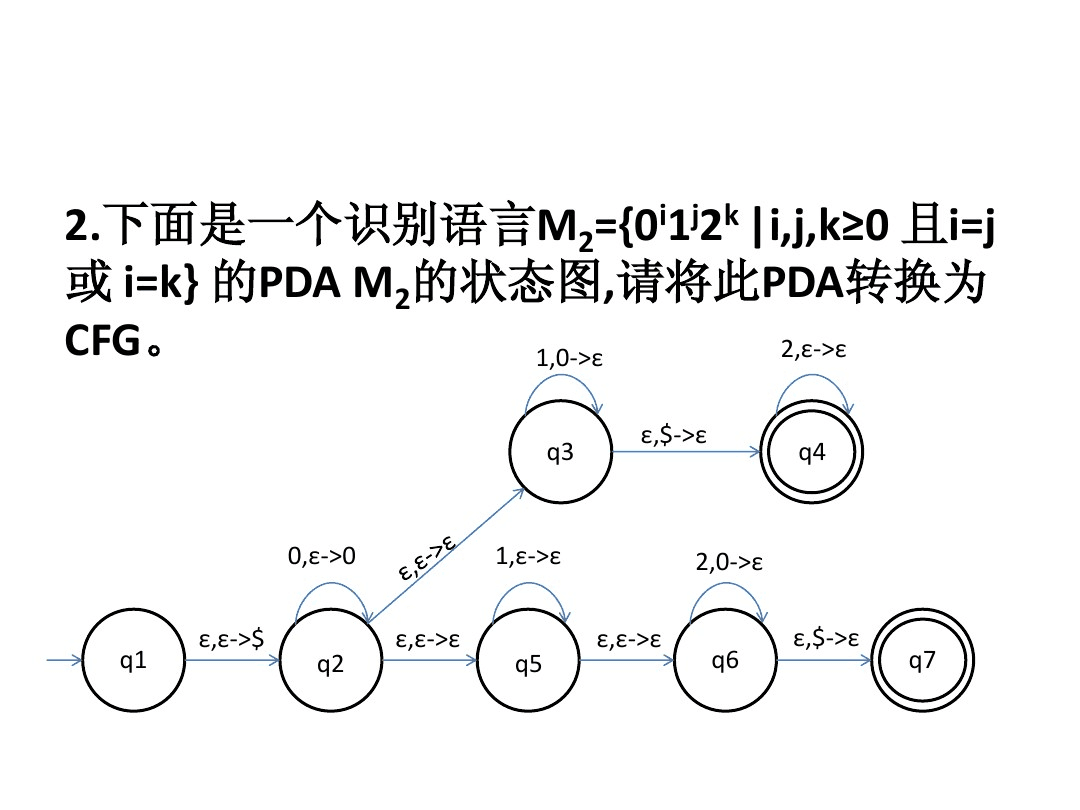 2.下面是一个识别语言M₂={0ⁱ1ʲ2ᵏ |i,j,k≥0 且i=j
或 i=k} 的PDA M₂的状态图,请将此PDA转换为
CFG。
1,0->ε
2,ε->ε
q3
ε,$->ε
q4
0,ε->0
ε,ε->ε
1,ε->ε
2,0->ε
q1
ε,ε->$
q2
ε,ε->ε
q5
ε,ε->ε
q6
ε,$->ε
q7